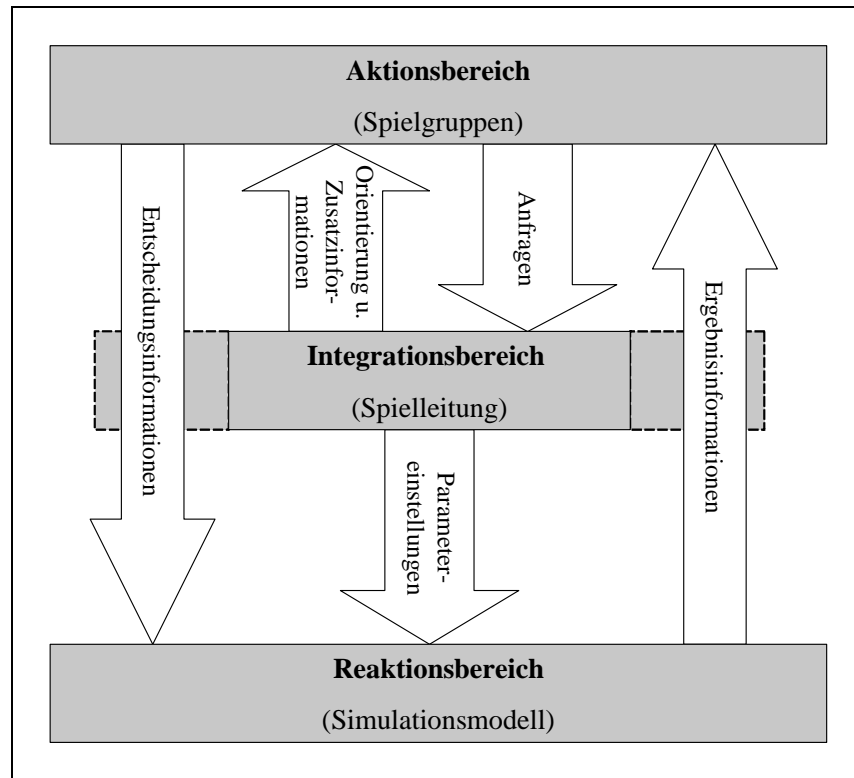 Aktionsbereich
(Spielgruppen)
Entscheidungsinformationen
Orientierung u.
Zusatzinfor-
mationen
Anfragen
Ergebnisinformationen
Integrationsbereich
(Spielleitung)
Parameter-
einstellungen
Reaktionsbereich
(Simulationsmodell)